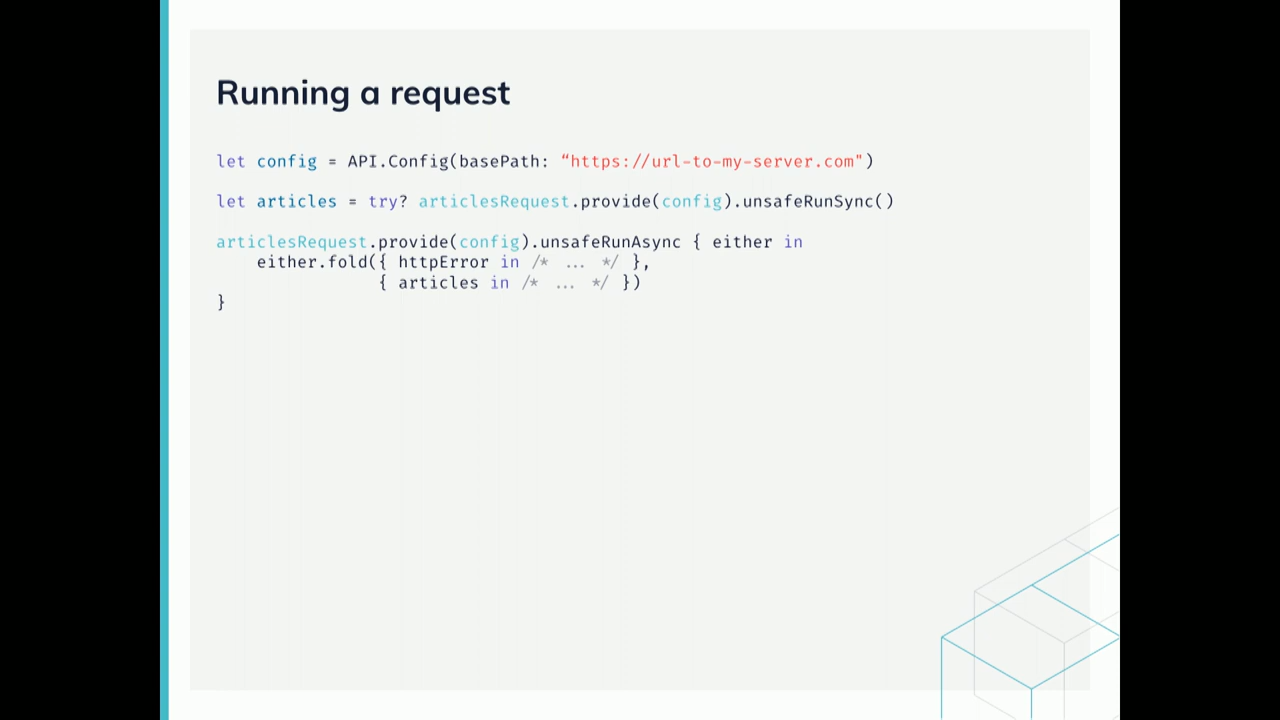 Running a request
let config = API.Config(basePath: “https://url-to-my-server.com")
let articles = try? articlesRequest.provide(config).unsafeRunSync()
articlesRequest.provide(config).unsafeRunAsync { either in
    either.fold({ httpError in /* ... */ },
                { articles in /* ... */ })
}